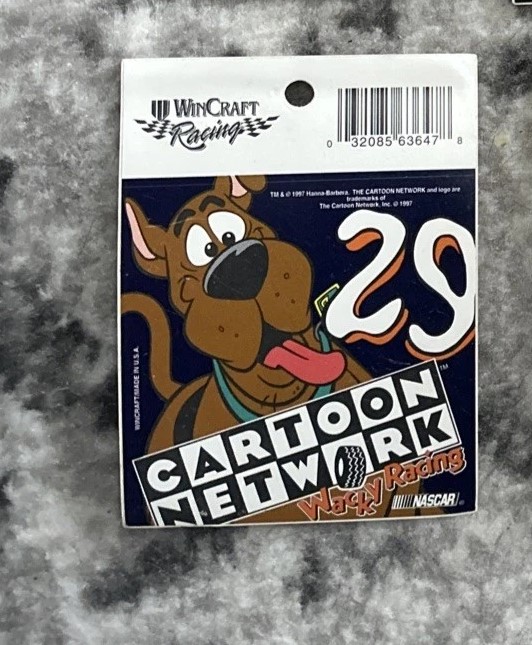 WINCRAFT
Racing
0 32085 63647 8
TM & © 1997 Hanna-Barbera. THE CARTOON NETWORK and logo are
trademarks of
The Cartoon Network, Inc. © 1997
29
WINCRAFT/MADE IN U.S.A.
TM
CARTOON
NETWORK
Wacky Racing
NASCAR